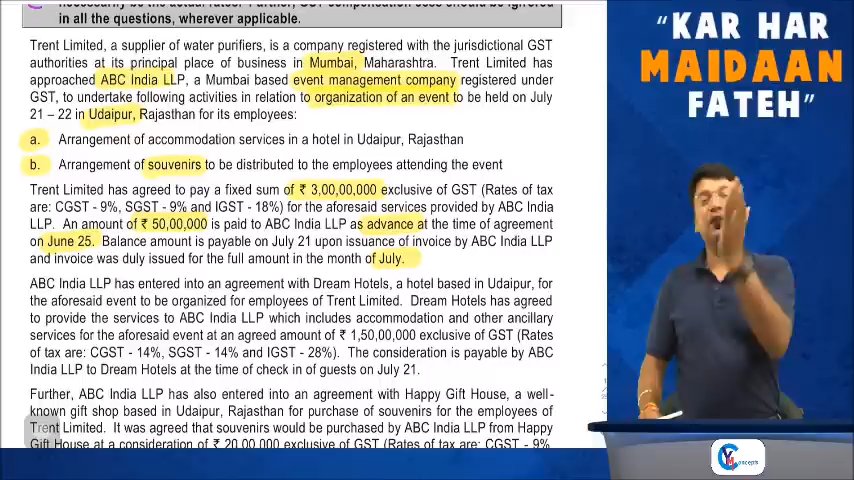 necessarily be the actual rates. Further, GST compensation cess should be ignored
in all the questions, wherever applicable.
Trent Limited, a supplier of water purifiers, is a company registered with the jurisdictional GST
authorities at its principal place of business in Mumbai, Maharashtra. Trent Limited has
approached ABC India LLP, a Mumbai based event management company registered under
GST, to undertake following activities in relation to organization of an event to be held on July
21 – 22 in Udaipur, Rajasthan for its employees:
a. Arrangement of accommodation services in a hotel in Udaipur, Rajasthan
b. Arrangement of souvenirs to be distributed to the employees attending the event
Trent Limited has agreed to pay a fixed sum of ₹ 3,00,00,000 exclusive of GST (Rates of tax
are: CGST - 9%, SGST - 9% and IGST - 18%) for the aforesaid services provided by ABC India
LLP. An amount of ₹ 50,00,000 is paid to ABC India LLP as advance at the time of agreement
on June 25. Balance amount is payable on July 21 upon issuance of invoice by ABC India LLP
and invoice was duly issued for the full amount in the month of July.
ABC India LLP has entered into an agreement with Dream Hotels, a hotel based in Udaipur, for
the aforesaid event to be organized for employees of Trent Limited. Dream Hotels has agreed
to provide the services to ABC India LLP which includes accommodation and other ancillary
services for the aforesaid event at an agreed amount of ₹ 1,50,00,000 exclusive of GST (Rates
of tax are: CGST - 14%, SGST - 14% and IGST - 28%). The consideration is payable by ABC
India LLP to Dream Hotels at the time of check in of guests on July 21.
Further, ABC India LLP has also entered into an agreement with Happy Gift House, a well-
known gift shop based in Udaipur, Rajasthan for purchase of souvenirs for the employees of
Trent Limited. It was agreed that souvenirs would be purchased by ABC India LLP from Happy
Gift House at a consideration of ₹ 20,00,000 exclusive of GST (Rates of tax are: CGST - 9%,
"KAR HAR
MAIDAAN
FATEH"